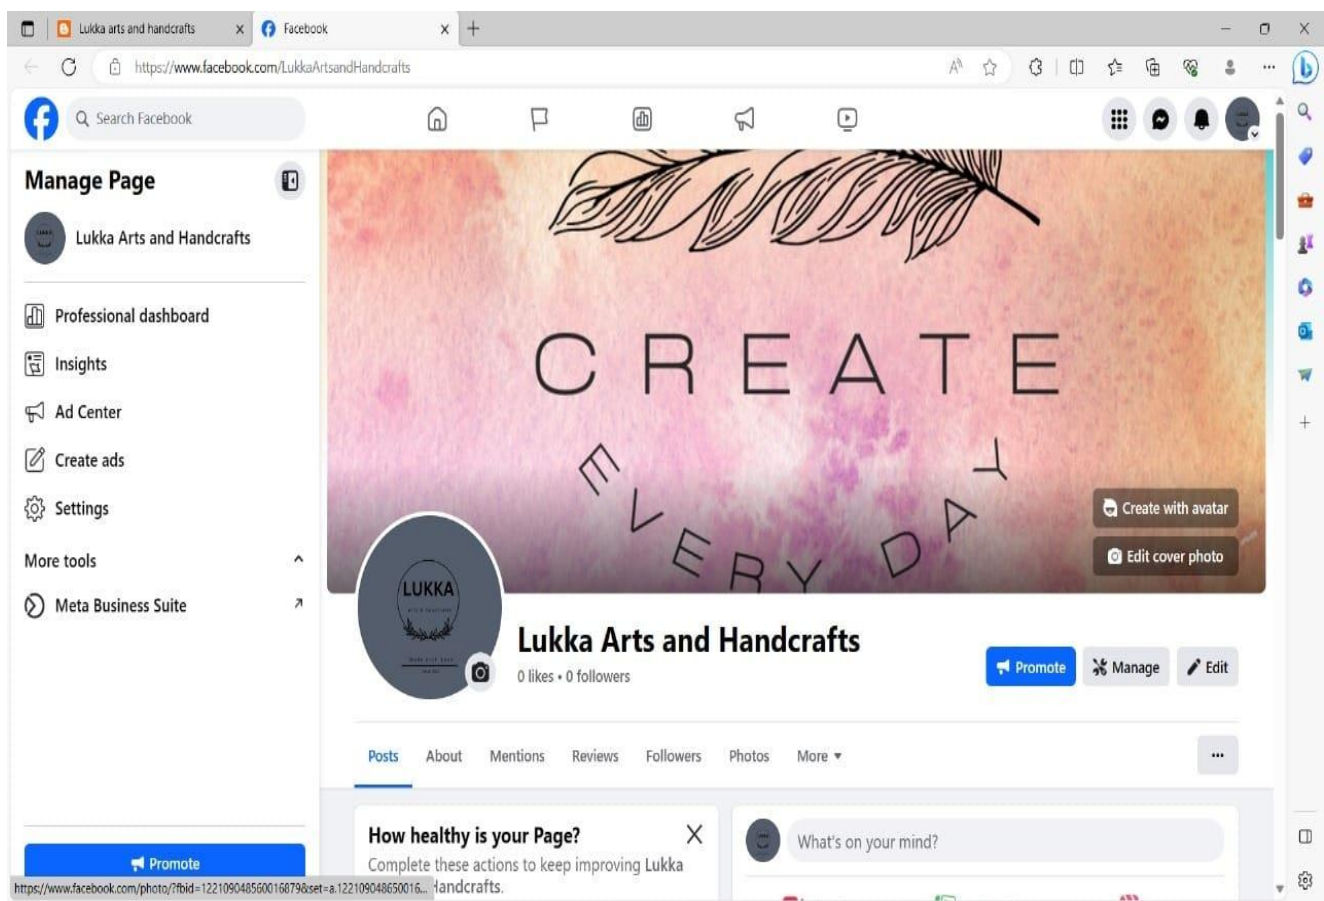 Lukka arts and handcrafts
Facebook
https://www.facebook.com/LukkaArtsandHandcrafts
Search Facebook
Manage Page
Lukka Arts and Handcrafts
Professional dashboard
Insights
Ad Center
Create ads
Settings
More tools
Meta Business Suite
Promote
https://www.facebook.com/photo/?fbid=122109048560016879&set=a.122109048650016...
CREATE
EVERY DAY
Create with avatar
Edit cover photo
LUKKA
Lukka Arts and Handcrafts
0 likes • 0 followers
Promote
Manage
Edit
Posts About Mentions Reviews Followers Photos More
How healthy is your Page?
Complete these actions to keep improving Lukka
Handcrafts.
What's on your mind?